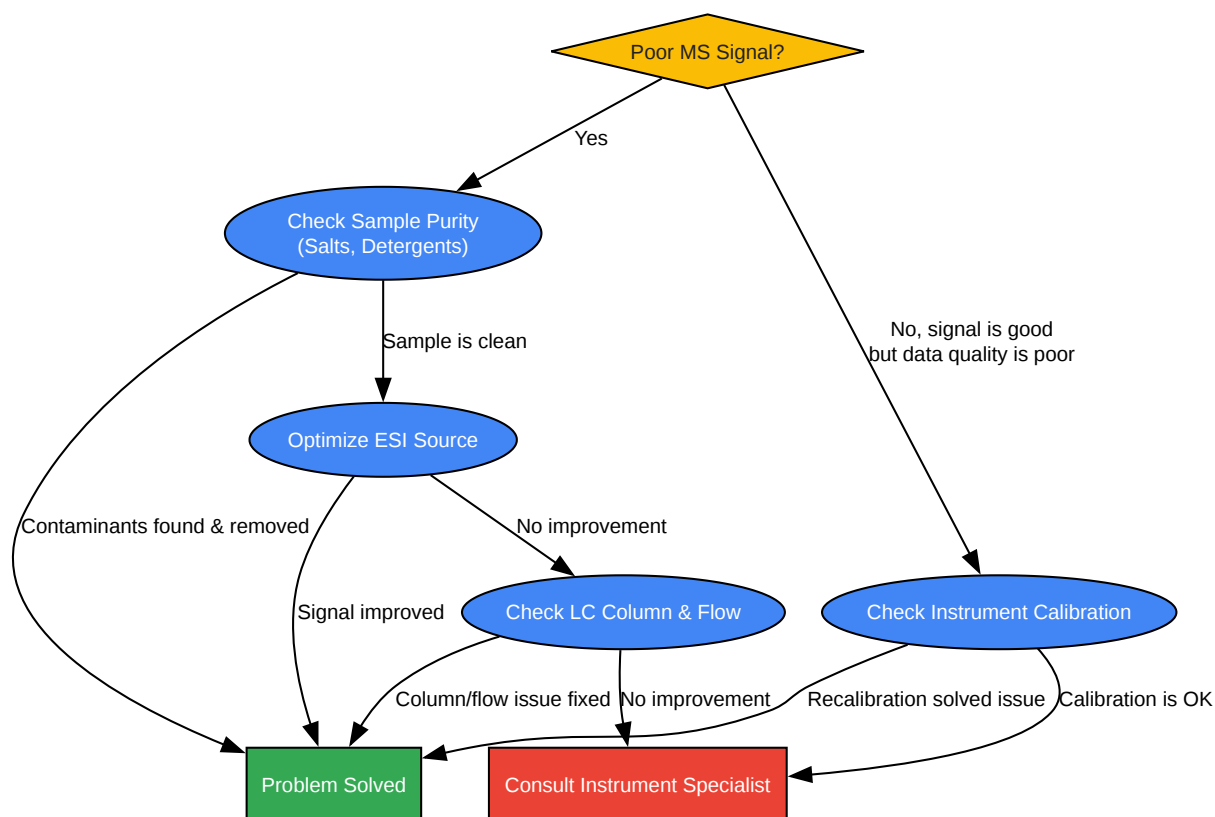 Poor MS Signal?
Yes
Check Sample Purity
(Salts, Detergents)
No, signal is good
but data quality is poor
Sample is clean
Optimize ESI Source
Contaminants found & removed
No improvement
Signal improved
Check LC Column & Flow
Check Instrument Calibration
Column/flow issue fixed
No improvement
Recalibration solved issue
Calibration is OK
Problem Solved
Consult Instrument Specialist